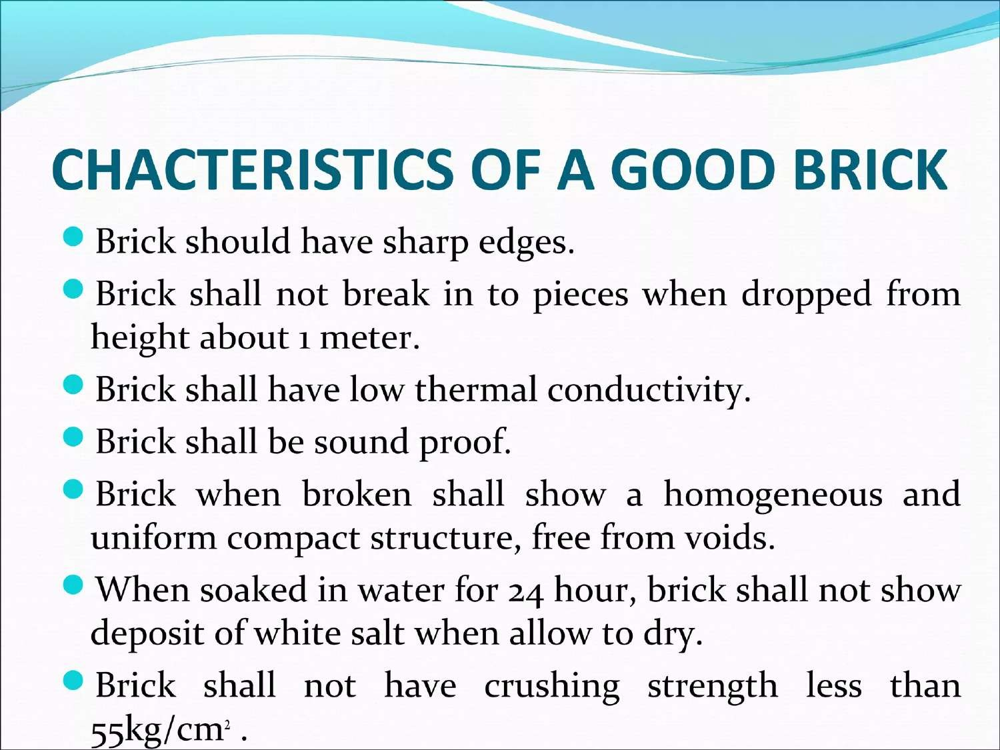 CHACTERISTICS OF A GOOD BRICK
Brick should have sharp edges.
Brick shall not break in to pieces when dropped from
height about 1 meter.
Brick shall have low thermal conductivity.
Brick shall be sound proof.
Brick when broken shall show a homogeneous and
uniform compact structure, free from voids.
When soaked in water for 24 hour, brick shall not show
deposit of white salt when allow to dry.
Brick shall not have crushing strength less than
55kg/cm² .